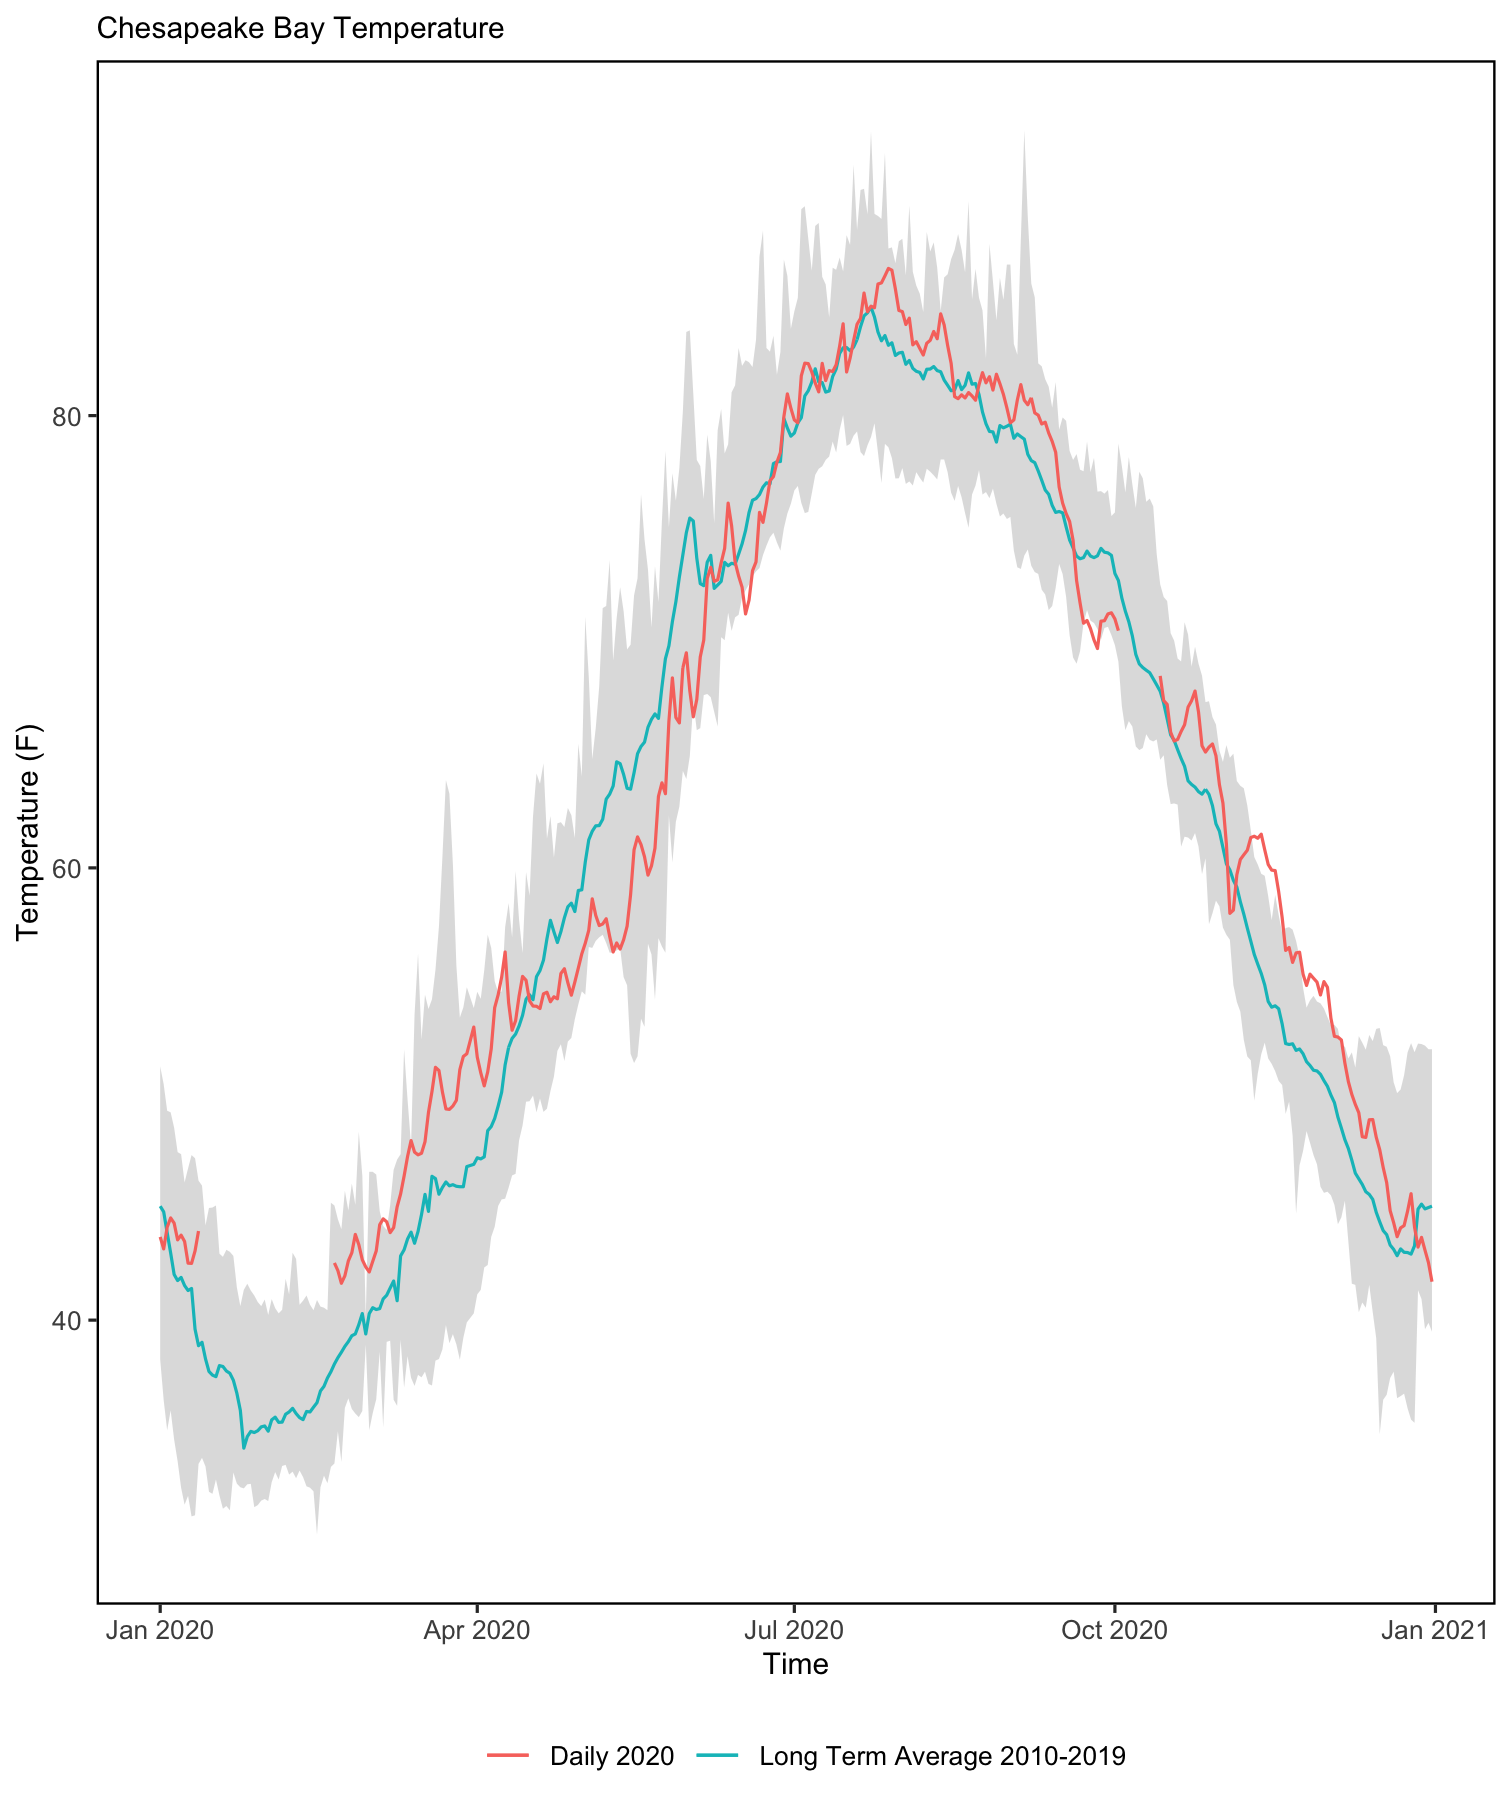 Chesapeake Bay Temperature
Temperature (F)
80
60
40
Jan 2020 Apr 2020 Jul 2020 Oct 2020 Jan 2021
Time
Daily 2020 Long Term Average 2010-2019